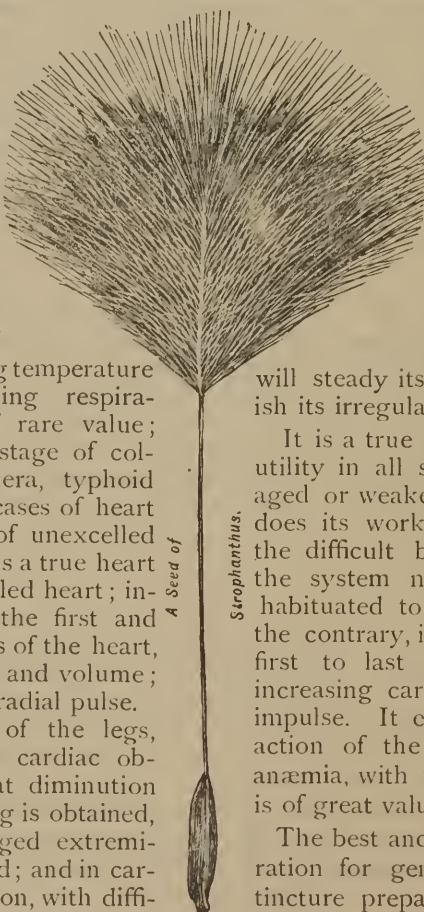 g temperature
ing respira-
rare value;
stage of col-
era, typhoid
cases of heart
of unexcelled
s a true heart
led heart; in-
the first and
s of the heart,
and volume;
radial pulse.
of the legs,
cardiac ob-
at diminution
g is obtained,
ged extremi-
d; and in car-
on, with diffi-
A Seed of
Strophanthus.
will steady its
ish its irregula
It is a true
utility in all s
aged or weake
does its work
the difficult b
the system n
habituated to
the contrary, i
first to last
increasing car
impulse. It c
action of the
anæmia, with
is of great valu
The best and
ration for gen
tincture prepa